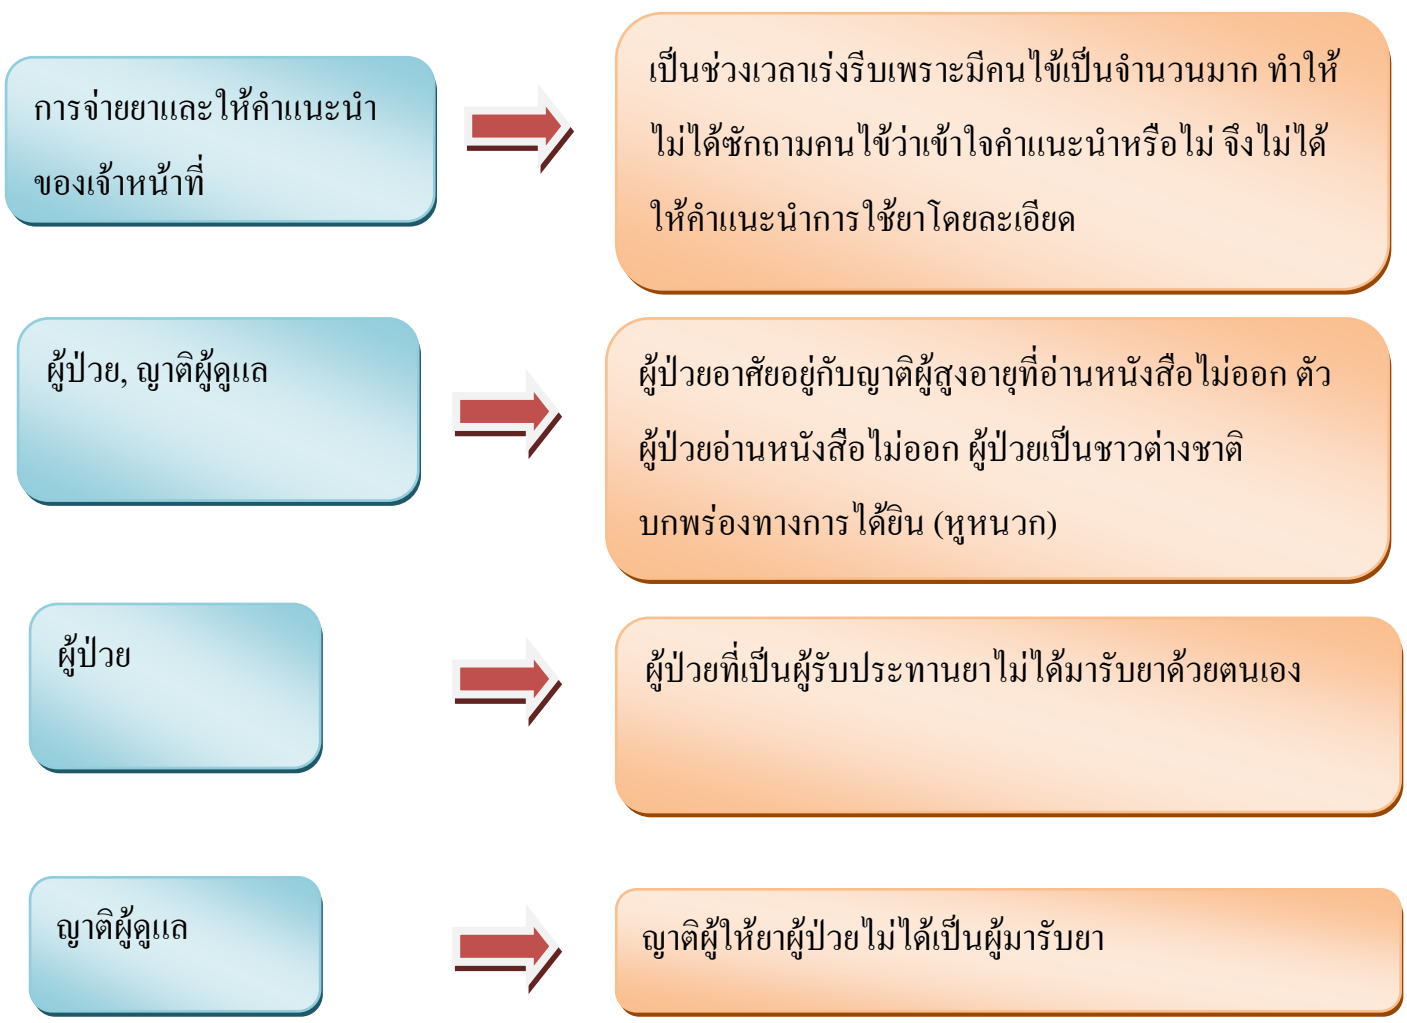 การจ่ายยาและให้คำแนะนำ
ของเจ้าหน้าที่
เป็นช่วงเวลาเร่งรีบเพราะมีคนไข้เป็นจำนวนมาก ทำให้
ไม่ได้ซักถามคนไข้ว่าเข้าใจคำแนะนำหรือไม่ จึงไม่ได้
ให้คำแนะนำการใช้ยาโดยละเอียด
ผู้ป่วย, ญาติผู้ดูแล
ผู้ป่วยอาศัยอยู่กับญาติผู้สูงอายุที่อ่านหนังสือไม่ออก ตัว
ผู้ป่วยอ่านหนังสือไม่ออก ผู้ป่วยเป็นชาวต่างชาติ
บกพร่องทางการได้ยิน (หูหนวก)
ผู้ป่วย
ผู้ป่วยที่เป็นผู้รับประทานยาไม่ได้มารับยาด้วยตนเอง
ญาติผู้ดูแล
ญาติผู้ให้ยาผู้ป่วยไม่ได้เป็นผู้มารับยา